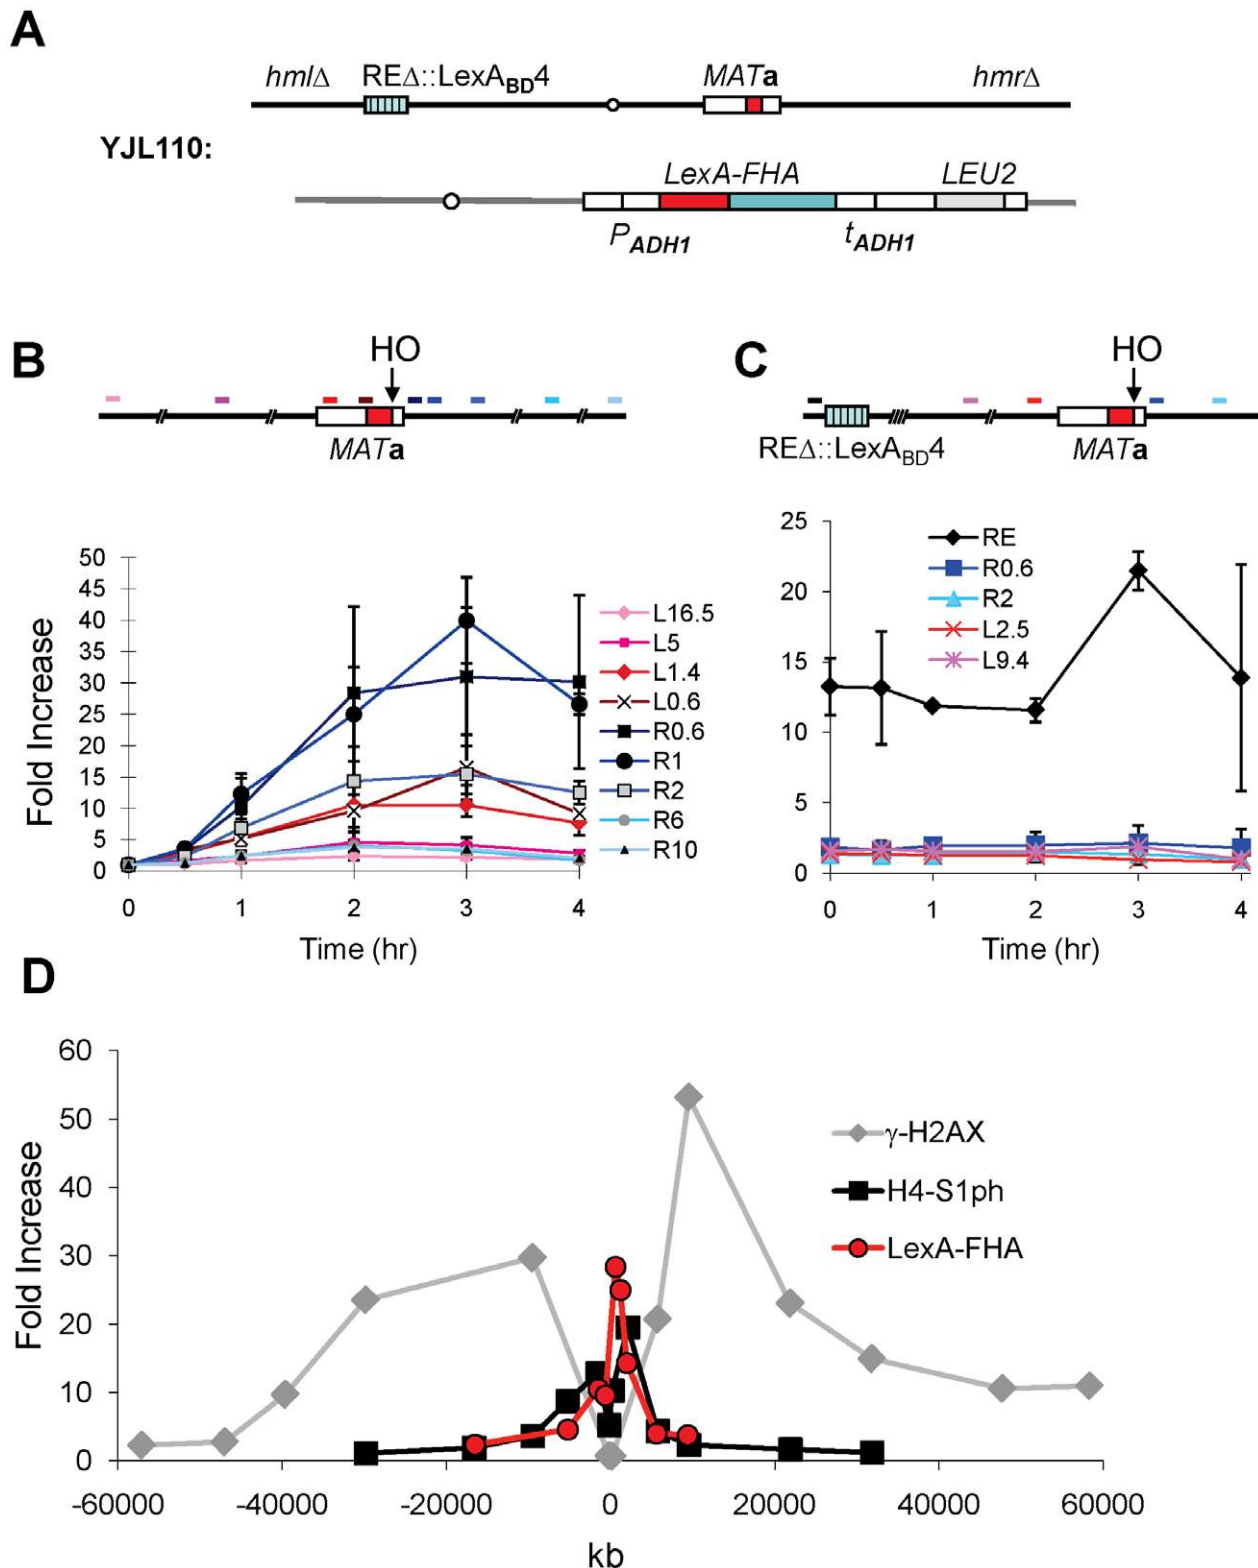 A
hmlΔ REΔ::LexABD4 MATa hmrΔ
YJL110:
LexA-FHA LEU2
PADH1 tADH1
B
HO
MATa
Fold Increase
50
45
40
35
30
25
20
15
10
5
0
0 1 2 3 4
Time (hr)
L16.5
L5
L1.4
L0.6
R0.6
R1
R2
R6
R10
C
HO
REΔ::LexABD4 MATa
25
20
15
10
5
0
0 1 2 3 4
Time (hr)
RE
R0.6
R2
L2.5
L9.4
D
Fold Increase
60
50
40
30
20
10
0
-60000 -40000 -20000 0 20000 40000 60000
kb
γ-H2AX
H4-S1ph
LexA-FHA